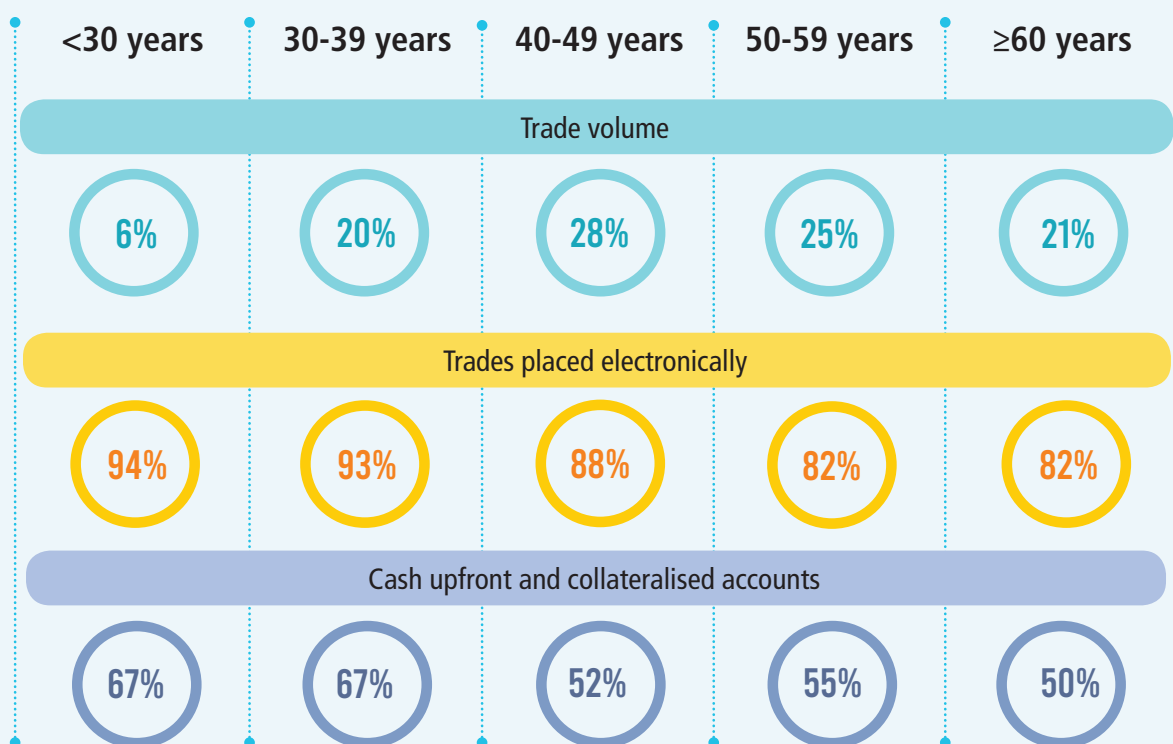 <30 years 30-39 years 40-49 years 50-59 years ≥60 years
Trade volume
6% 20% 28% 25% 21%
Trades placed electronically
94% 93% 88% 82% 82%
Cash upfront and collateralised accounts
67% 67% 52% 55% 50%